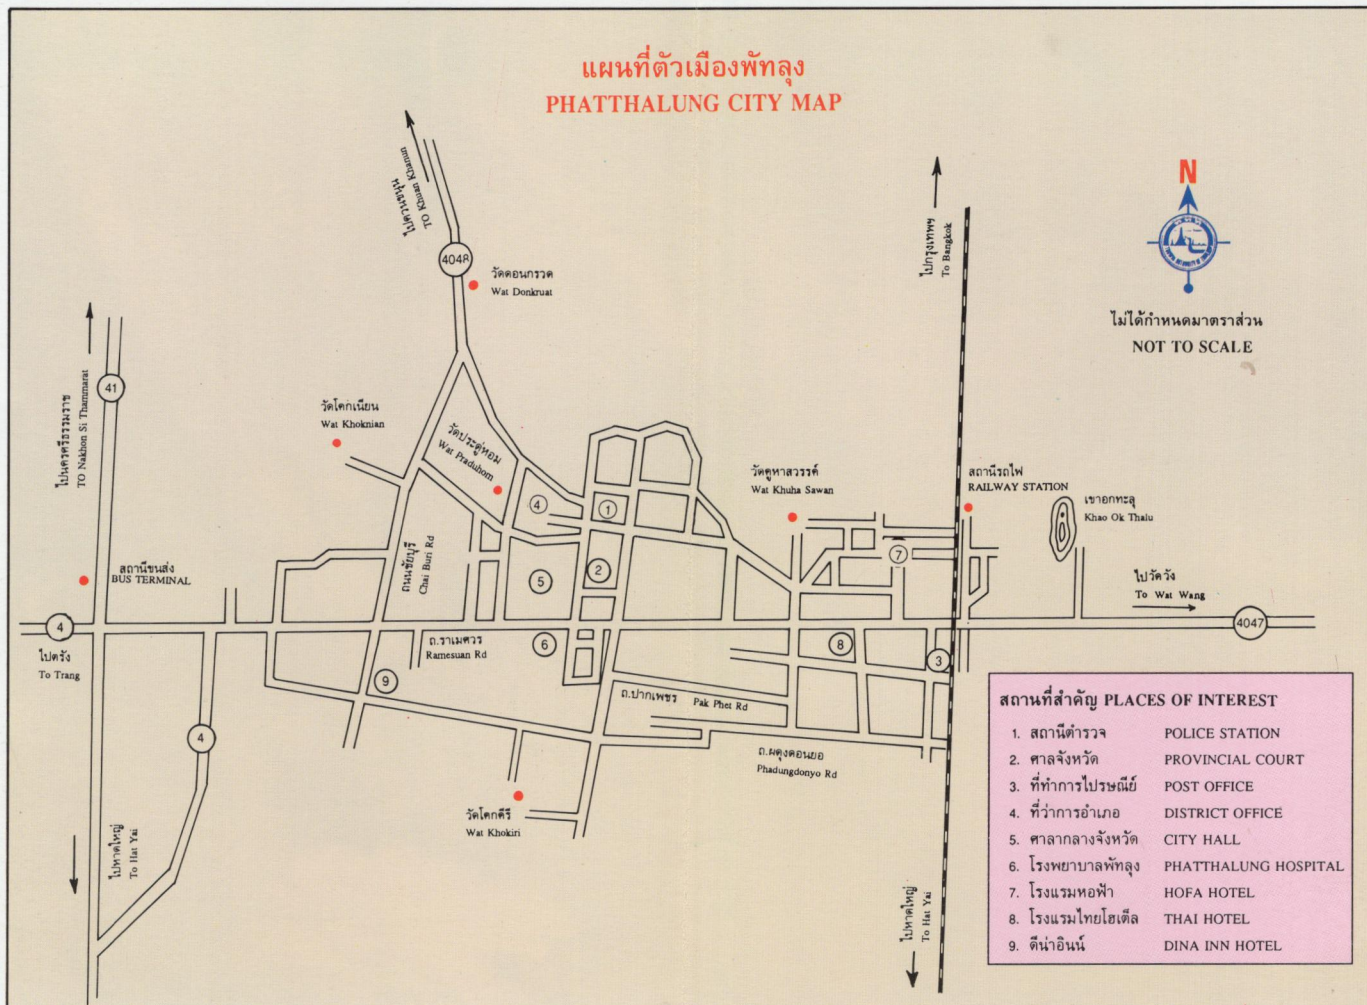 แผนที่ตัวเมืองพัทลุง
PHATTHALUNG CITY MAP
N
ไม่ได้กำหนดมาตราส่วน
NOT TO SCALE
ไปควนขนุน
TO Khuan Khanun
4048
วัดดอนกรวด
Wat Donkruat
ไปกรุงเทพฯ
To Bangkok
ไปนครศรีธรรมราช
TO Nakhon Si Thammarat
41
วัดโคกเนียน
Wat Khoknian
วัดประดู่หอม
Wat Praduhom
วัดคูหาสวรรค์
Wat Khuha Sawan
สถานีรถไฟ
RAILWAY STATION
เขาอกทะลุ
Khao Ok Thalu
4
1
7
2
5
ถนนชัยบุรี
Chai Buri Rd
สถานีขนส่ง
BUS TERMINAL
ไปวัดวัง
To Wat Wang
4
4047
ไปตรัง
To Trang
ถ.ราเมศวร
Ramesuan Rd
6
8
3
9
ถ.ปากเพชร Pak Phet Rd
4
ถ.ผดุงดอนยอ
Phadungdonyo Rd
วัดโคกคีรี
Wat Khokiri
ไปหาดใหญ่
To Hat Yai
ไปหาดใหญ่
To Hat Yai
สถานที่สำคัญ PLACES OF INTEREST
1. สถานีตำรวจ POLICE STATION
2. ศาลจังหวัด PROVINCIAL COURT
3. ที่ทำการไปรษณีย์ POST OFFICE
4. ที่ว่าการอำเภอ DISTRICT OFFICE
5. ศาลากลางจังหวัด CITY HALL
6. โรงพยาบาลพัทลุง PHATTHALUNG HOSPITAL
7. โรงแรมหอฟ้า HOFA HOTEL
8. โรงแรมไทยโฮเต็ล THAI HOTEL
9. ดีน่าอินน์ DINA INN HOTEL